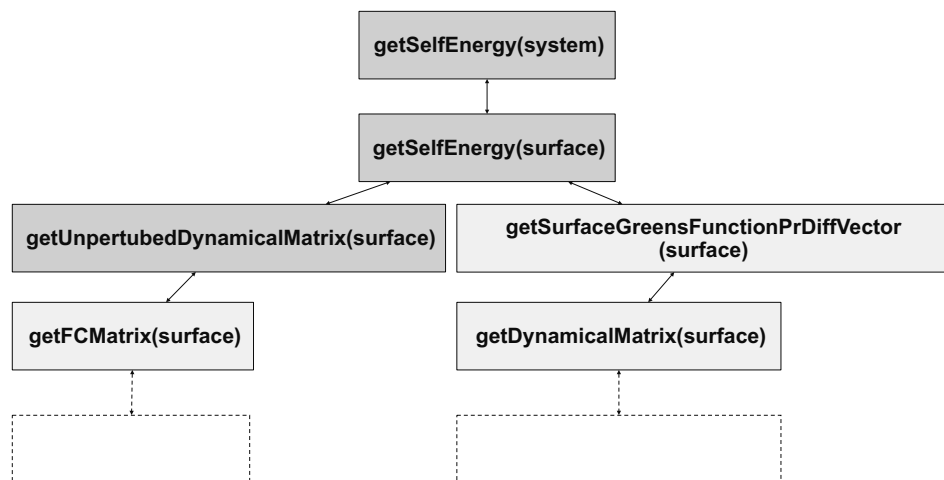 getSelfEnergy(system)
getSelfEnergy(surface)
getUnpertubedDynamicalMatrix(surface)
getSurfaceGreensFunctionPrDiffVector
(surface)
getFCMatrix(surface)
getDynamicalMatrix(surface)